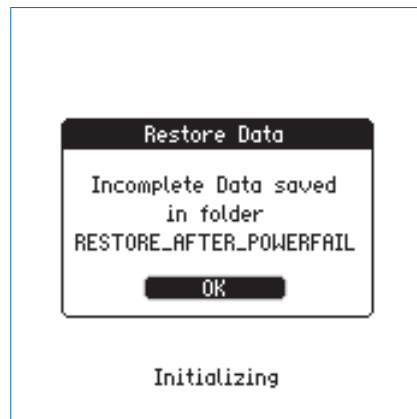 Restore Data
Incomplete Data saved
in folder
RESTORE_AFTER_POWERFAIL
OK
Initializing